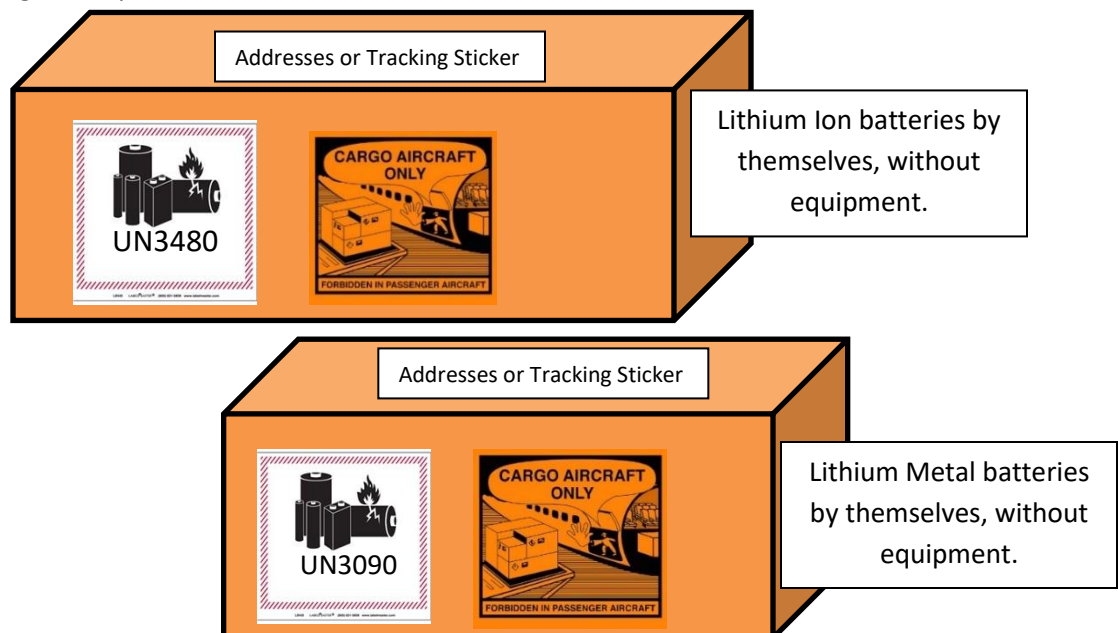 Addresses or Tracking Sticker
Lithium Ion batteries by
themselves, without
equipment.
UN3480
CARGO AIRCRAFT
ONLY
FORBIDDEN IN PASSENGER AIRCRAFT
Addresses or Tracking Sticker
Lithium Metal batteries
by themselves, without
equipment.
UN3090
CARGO AIRCRAFT
ONLY
FORBIDDEN IN PASSENGER AIRCRAFT